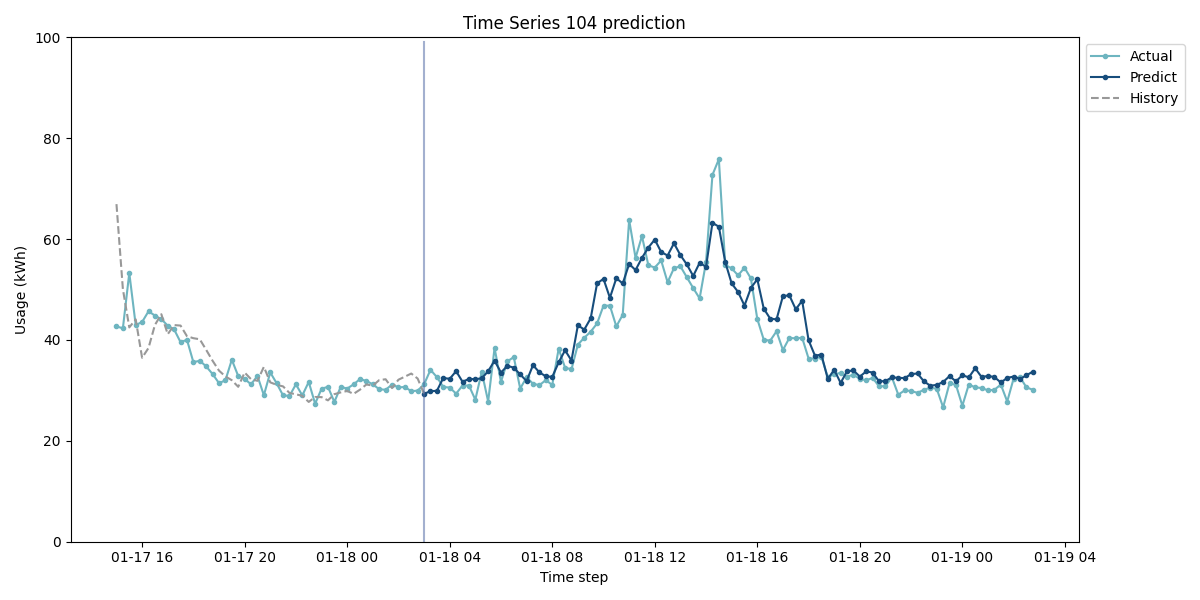 Time Series 104 prediction
100
80
60
40
20
0
Usage (kWh)
01-17 16
01-17 20
01-18 00
01-18 04
01-18 08
01-18 12
01-18 16
01-18 20
01-19 00
01-19 04
Time step
Actual
Predict
History